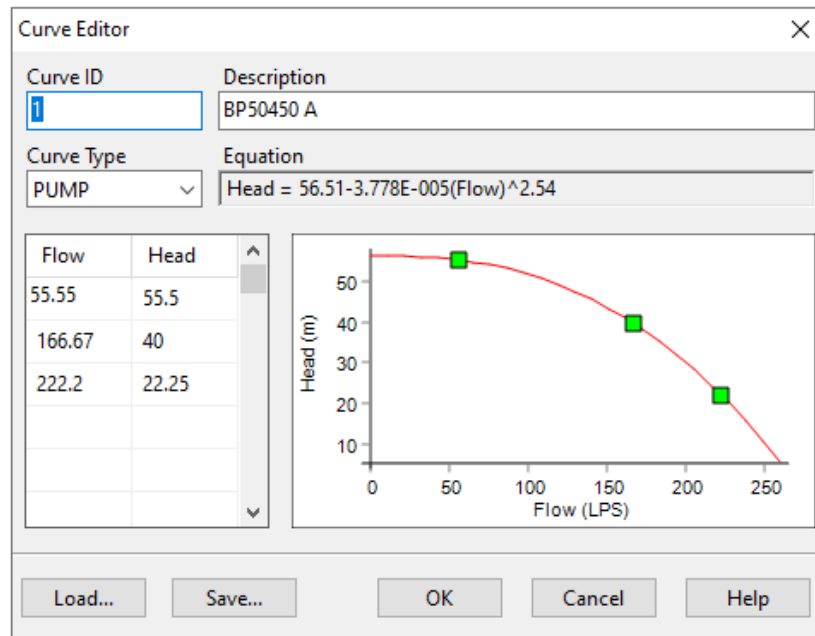 Curve Editor
Curve ID Description
1 BP50450 A
Curve Type Equation
PUMP Head = 56.51-3.778E-005(Flow)^2.54
Flow Head
55.55 55.5
166.67 40
222.2 22.25
Head (m)
50
40
30
20
10
0 50 100 150 200 250
Flow (LPS)
Load... Save... OK Cancel Help